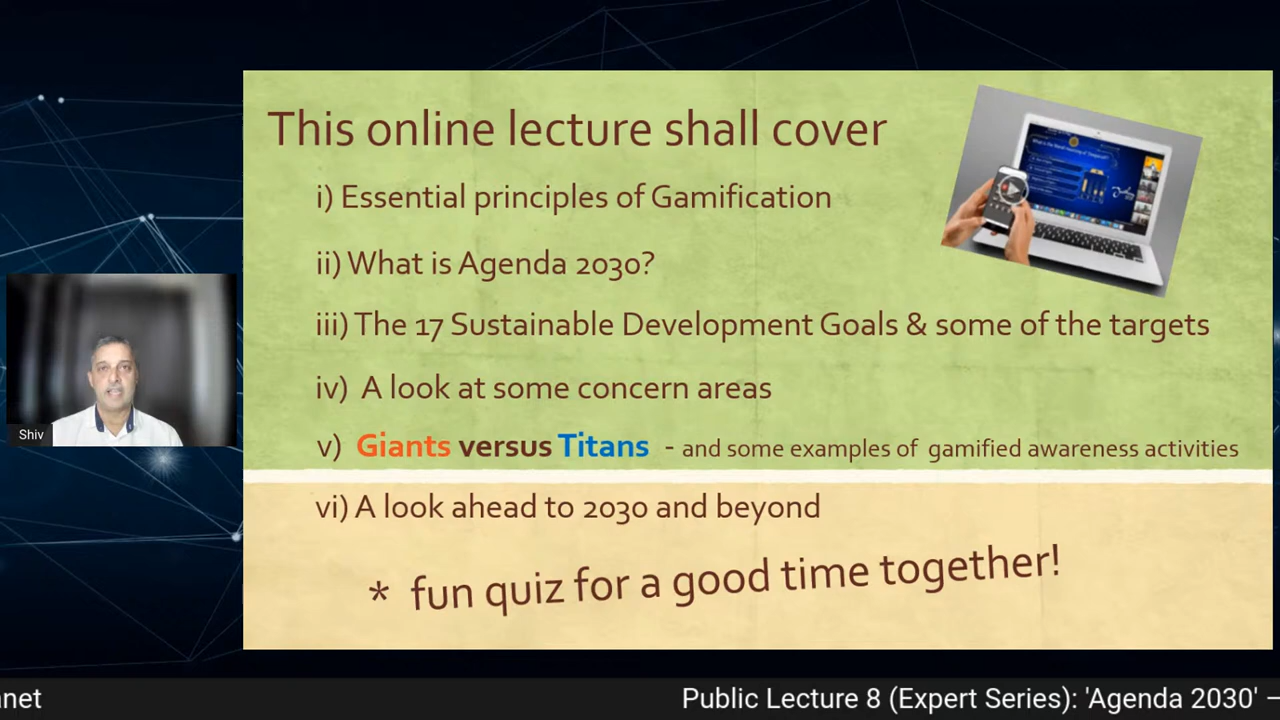 This online lecture shall cover
i) Essential principles of Gamification
ii) What is Agenda 2030?
iii) The 17 Sustainable Development Goals & some of the targets
iv) A look at some concern areas
v) Giants versus Titans - and some examples of gamified awareness activities
vi) A look ahead to 2030 and beyond
* fun quiz for a good time together!
Shiv
anet
Public Lecture 8 (Expert Series): 'Agenda 2030' –